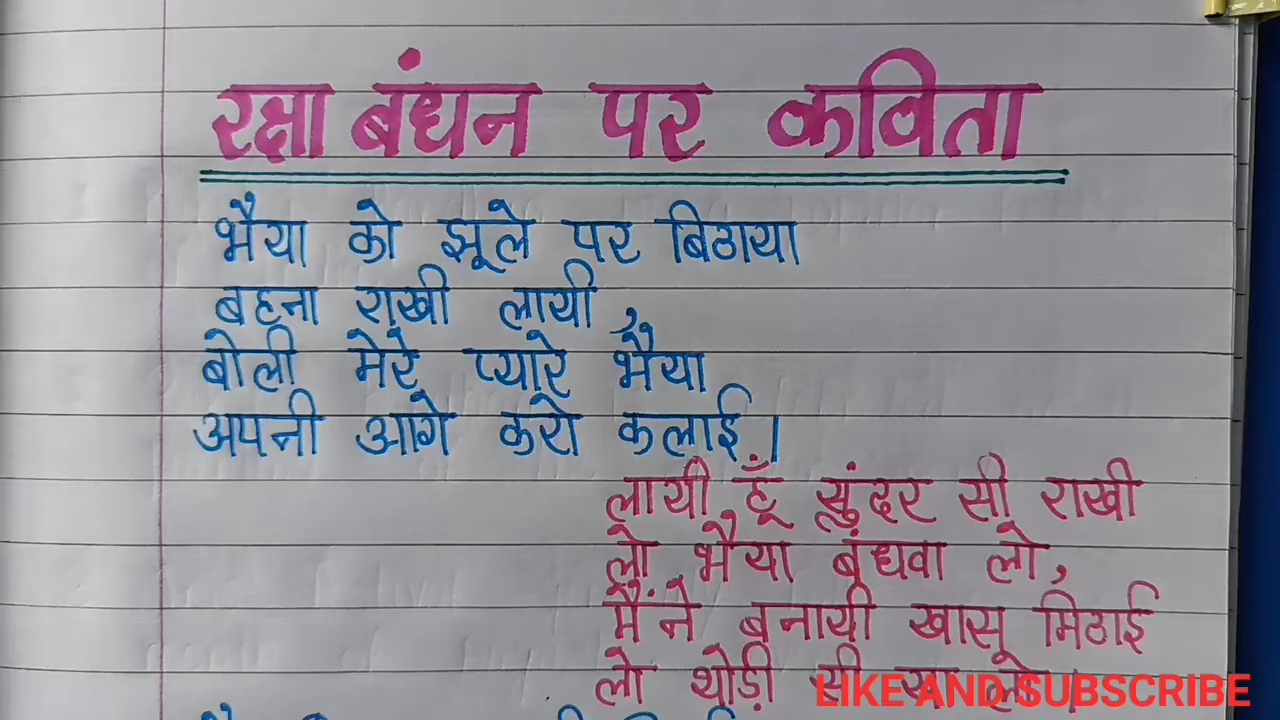 रक्षा बंधन पर कविता
भैया को झूले पर बिठाया
बहना राखी लायी,
बोली मेरे प्यारे भैया
अपनी आगे करो कलाई।
लायी हूँ सुंदर सी राखी
लो भैया बंधवा लो,
मैंने बनायी खास मिठाई
लो थोड़ी सी खा लो।
LIKE AND SUBSCRIBE